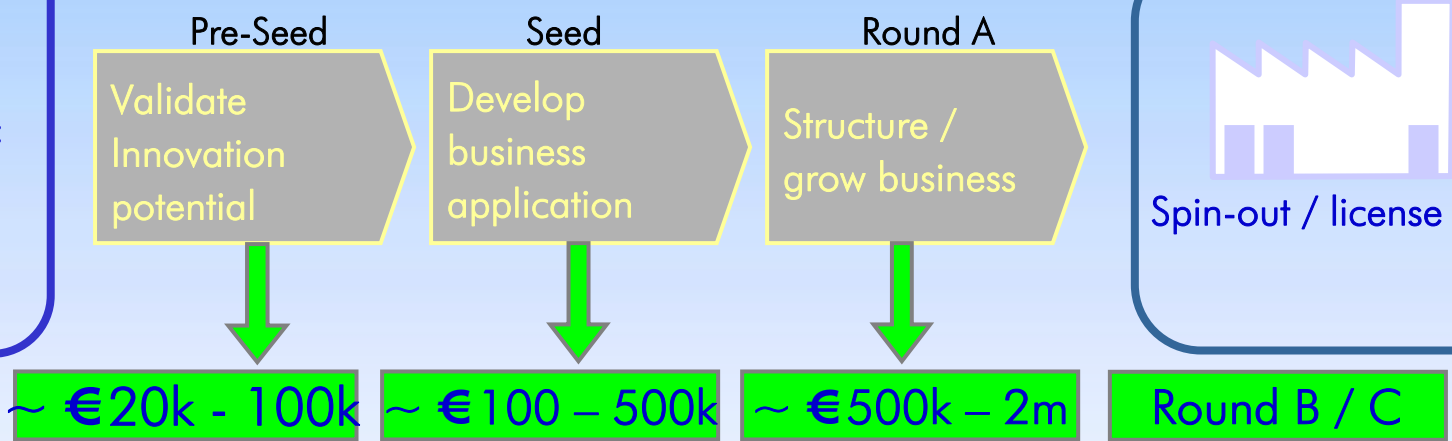 Pre-Seed
Validate
Innovation
potential
Seed
Develop
business
application
Round A
Structure /
grow business
Spin-out / license
~ €20k - 100k
~ €100 – 500k
~ €500k – 2m
Round B / C